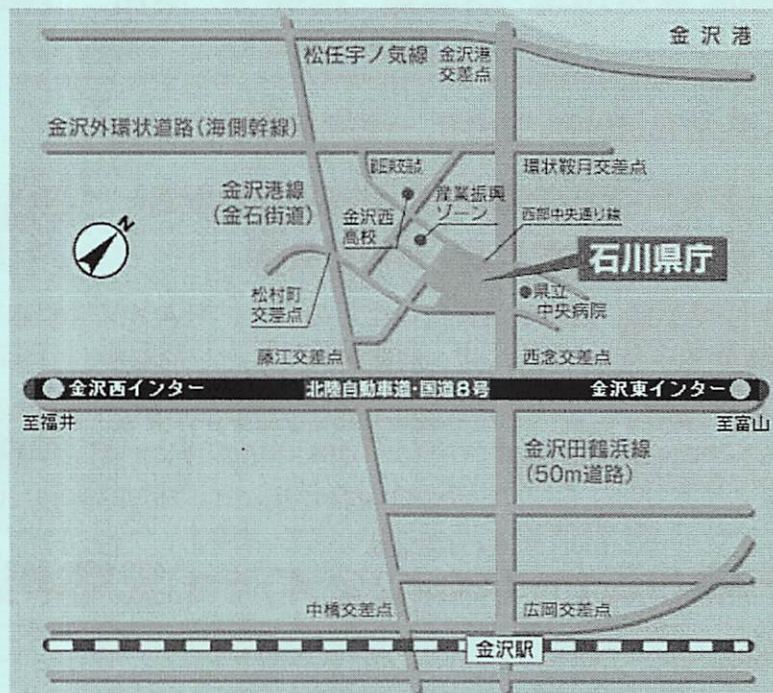 金沢港
松任宇ノ気線
金沢港
交差点
金沢外環状道路(海側幹線)
環状鞍月交差点
金沢港線
(金石街道)
金沢西
高校
産業振興
ゾーン
西部中央通り線
N
石川県庁
松村町
交差点
●県立
中央病院
藤江交差点
西念交差点
金沢西インター
北陸自動車道・国道8号
金沢東インター
至福井
至富山
金沢田鶴浜線
(50m道路)
中橋交差点
広岡交差点
金沢駅